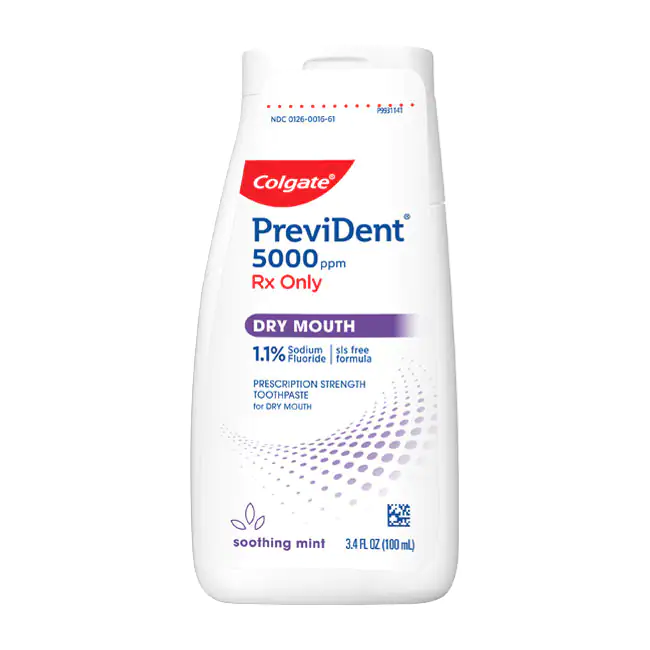 P9931141
NDC 0126-0016-61
Colgate®
PreviDent®
5000 ppm
Rx Only
DRY MOUTH
1.1% Sodium Fluoride | sls free formula
PRESCRIPTION STRENGTH
TOOTHPASTE
for DRY MOUTH
soothing mint
3.4 FL OZ (100 mL)